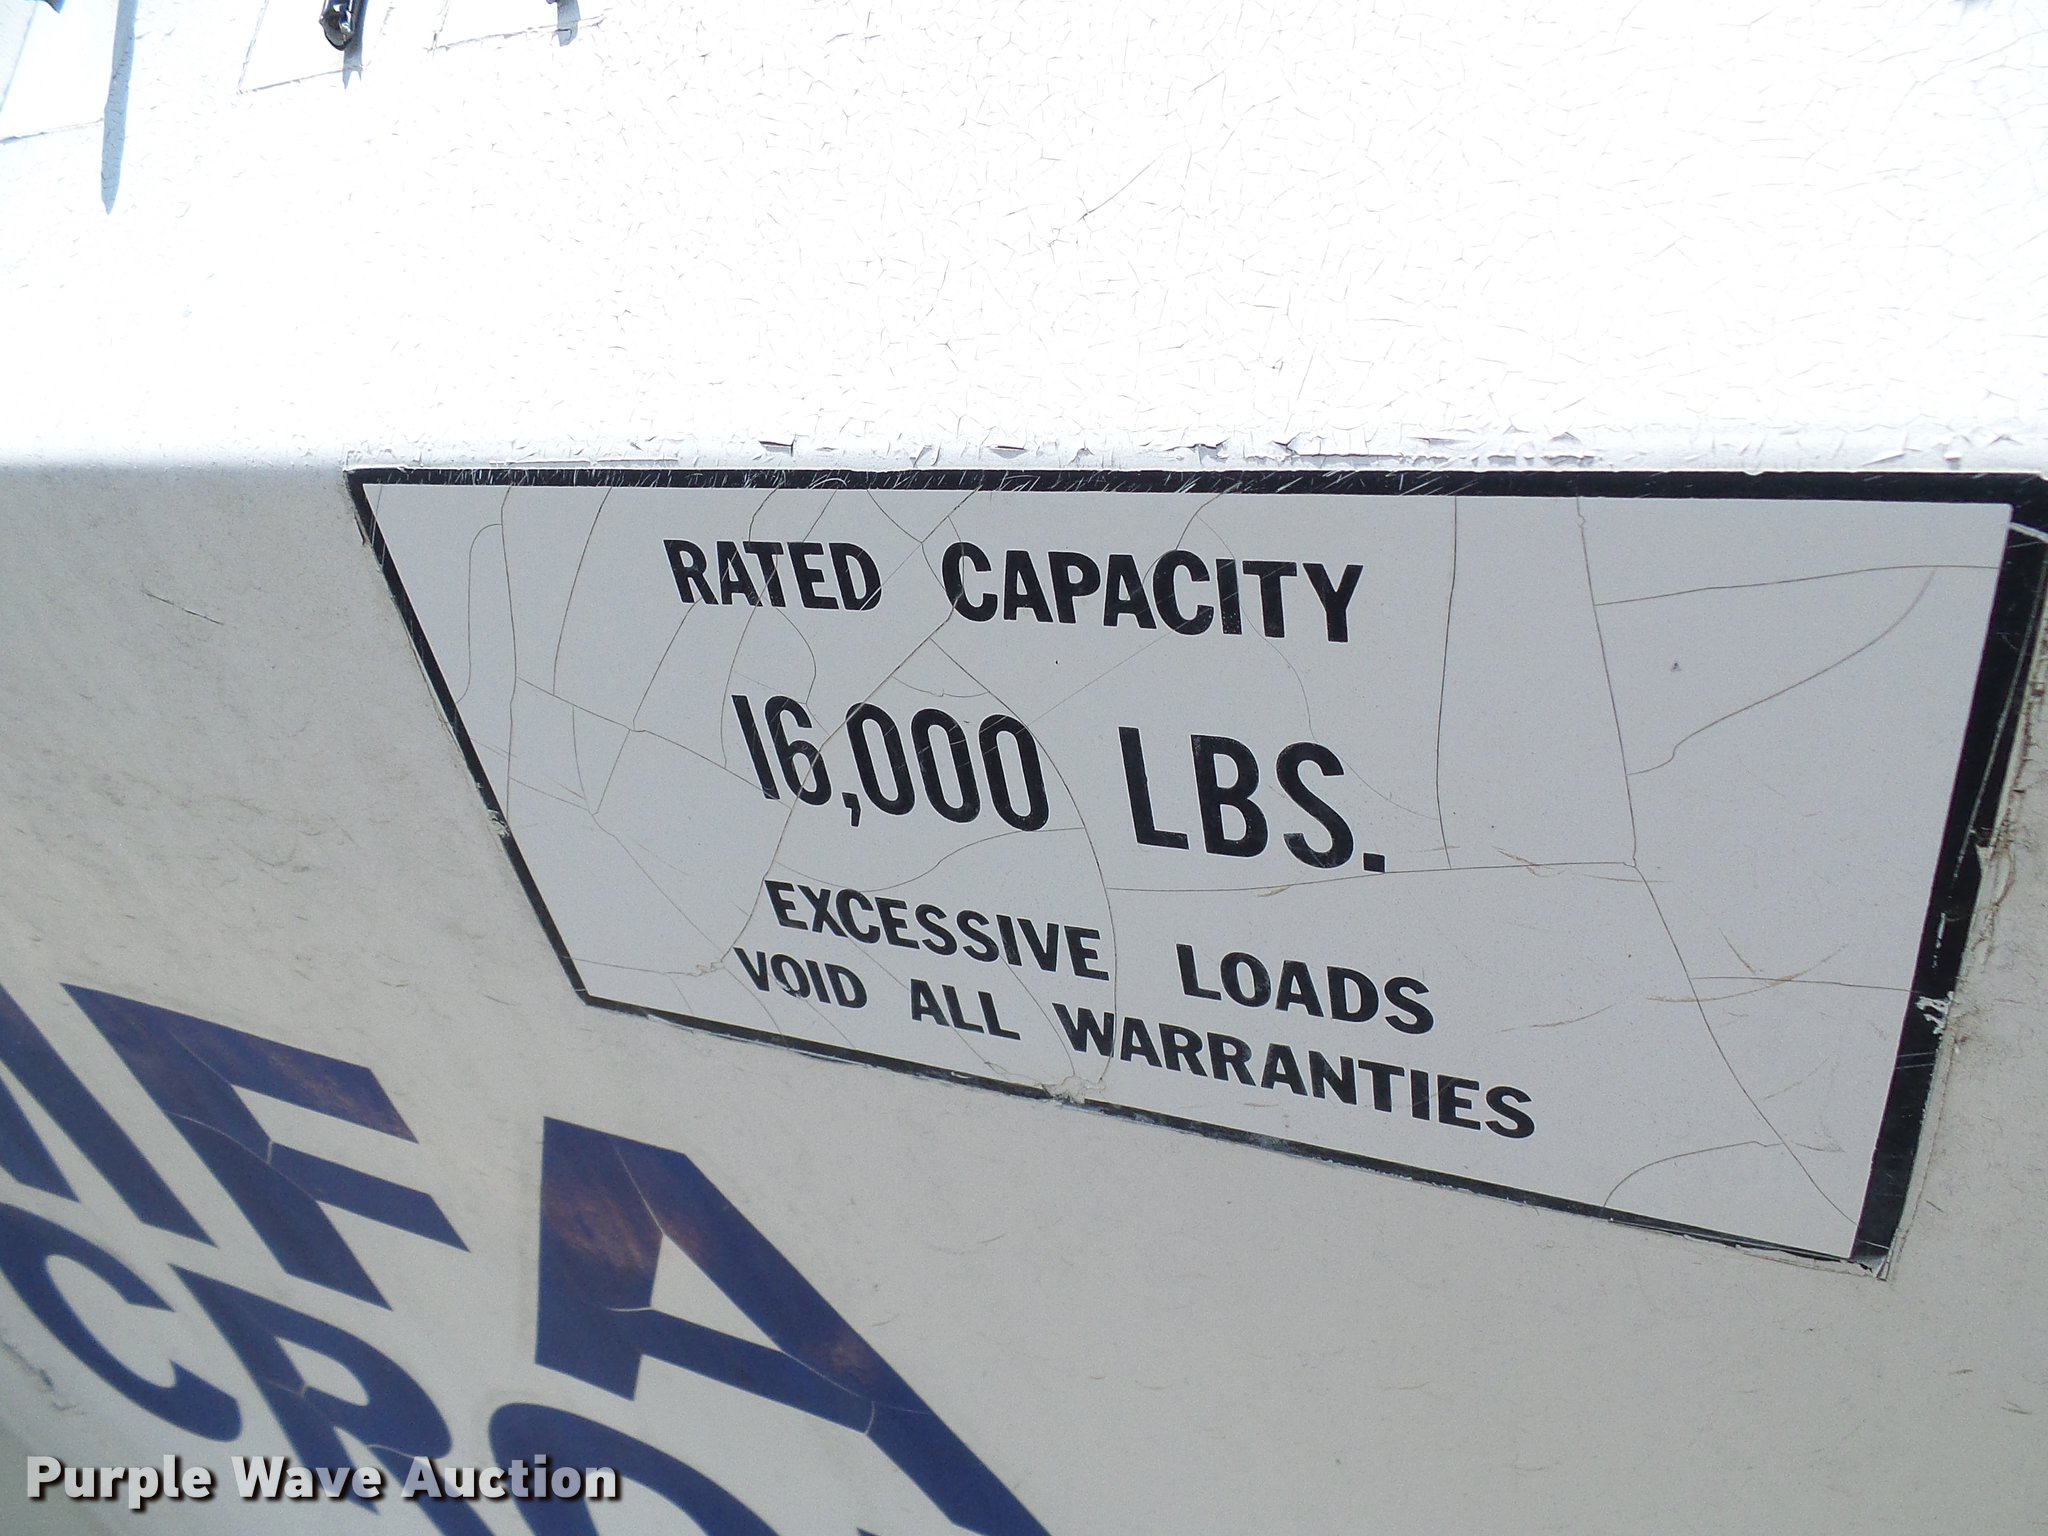 RATED CAPACITY
16,000 LBS.
EXCESSIVE LOADS
VOID ALL WARRANTIES
Purple Wave Auction